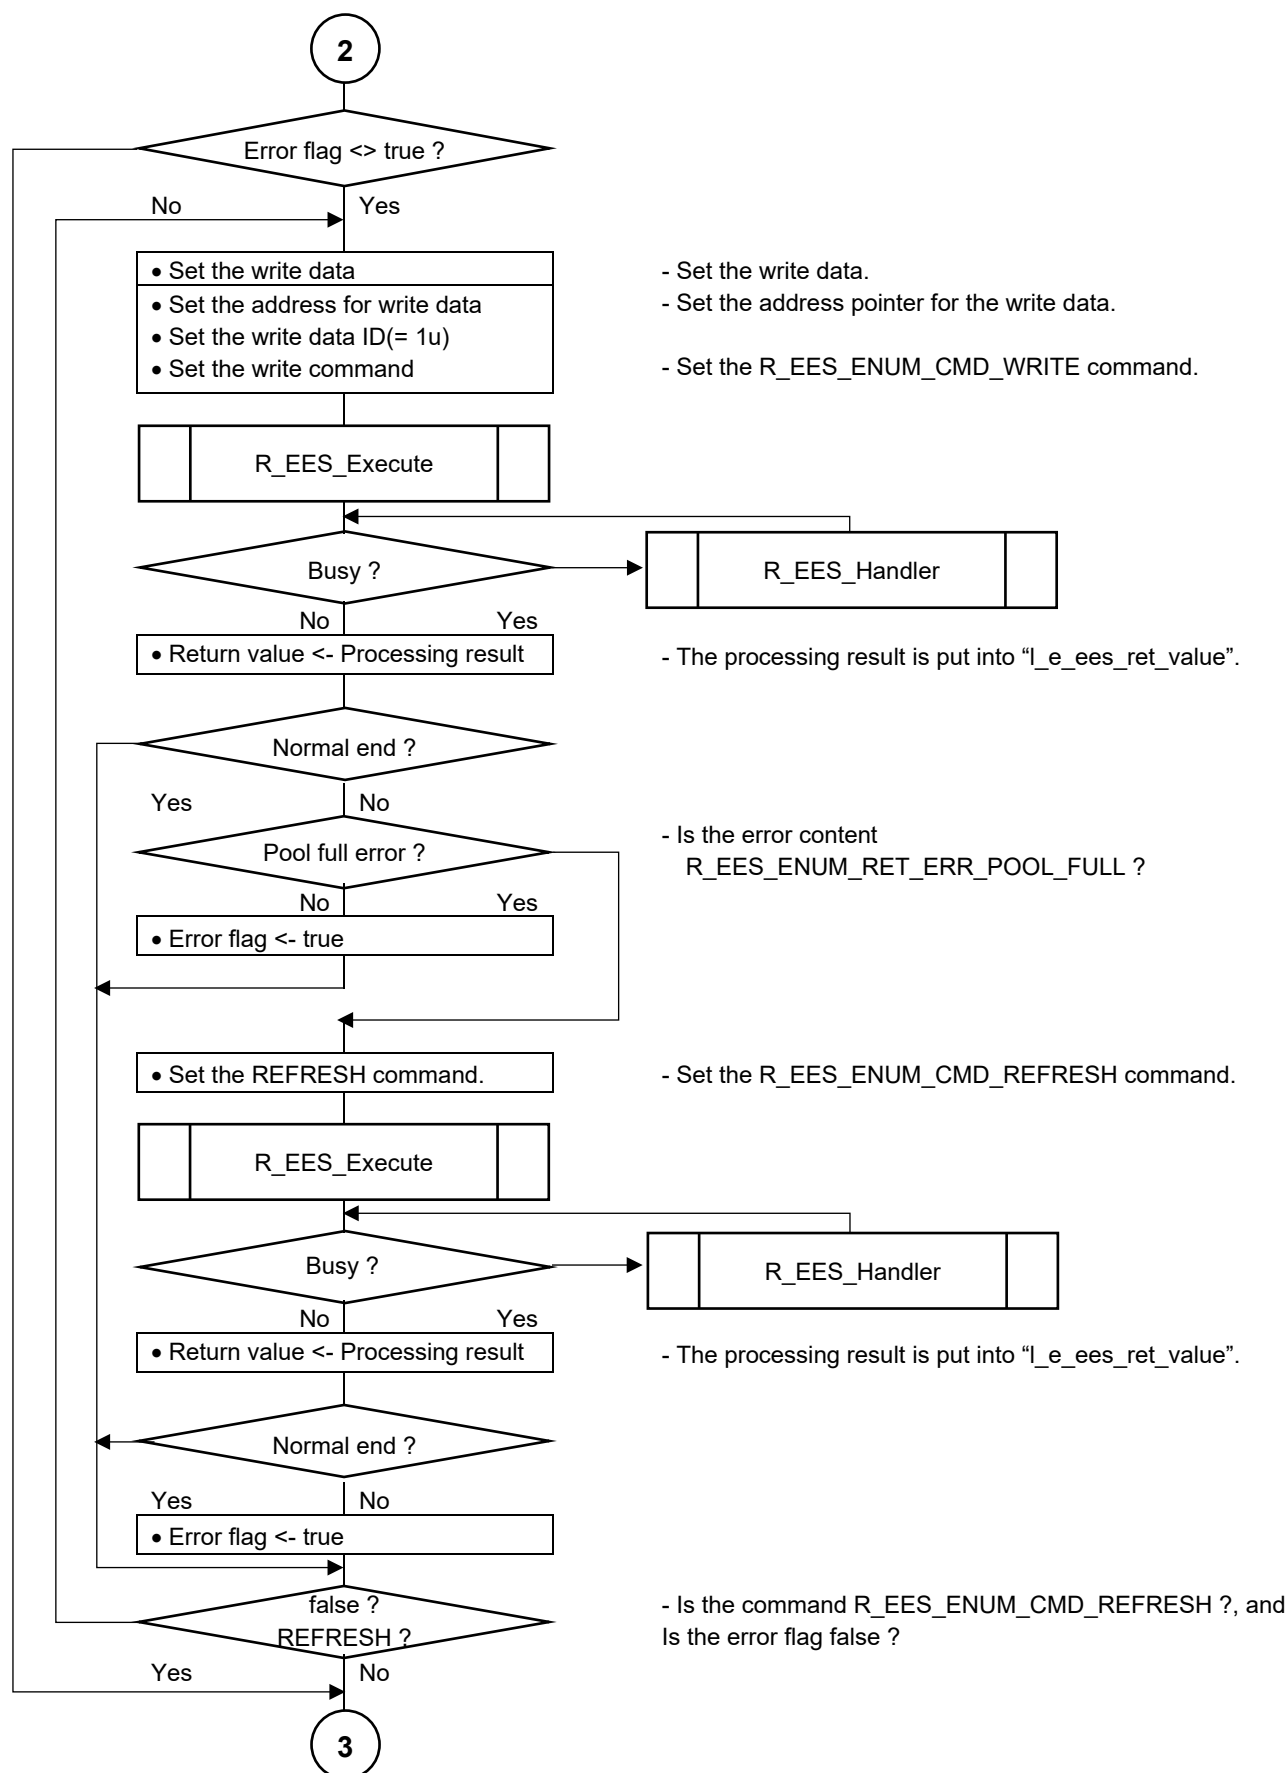 2
Error flag <> true ?
No
Yes
• Set the write data
- Set the write data.
• Set the address for write data
- Set the address pointer for the write data.
• Set the write data ID(= 1u)
• Set the write command
- Set the R_EES_ENUM_CMD_WRITE command.
R_EES_Execute
Busy ?
R_EES_Handler
No
Yes
• Return value <- Processing result
- The processing result is put into “l_e_ees_ret_value”.
Normal end ?
Yes
No
Pool full error ?
- Is the error content
R_EES_ENUM_RET_ERR_POOL_FULL ?
No
Yes
• Error flag <- true
• Set the REFRESH command.
- Set the R_EES_ENUM_CMD_REFRESH command.
R_EES_Execute
Busy ?
R_EES_Handler
No
Yes
• Return value <- Processing result
- The processing result is put into “l_e_ees_ret_value”.
Normal end ?
Yes
No
• Error flag <- true
false ?
REFRESH ?
- Is the command R_EES_ENUM_CMD_REFRESH ?, and
Is the error flag false ?
Yes
No
3